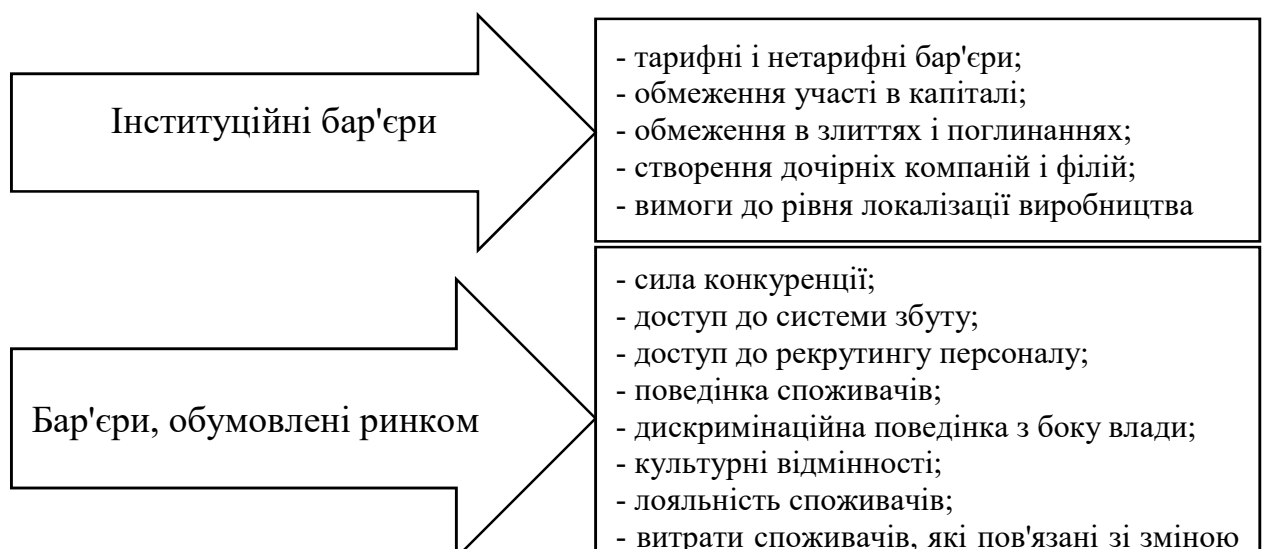 Інституційні бар'єри
- тарифні і нетарифні бар'єри;
- обмеження участі в капіталі;
- обмеження в злиттях і поглинаннях;
- створення дочірніх компаній і філій;
- вимоги до рівня локалізації виробництва
Бар'єри, обумовлені ринком
- сила конкуренції;
- доступ до системи збуту;
- доступ до рекрутингу персоналу;
- поведінка споживачів;
- дискримінаційна поведінка з боку влади;
- культурні відмінності;
- лояльність споживачів;
- витрати споживачів, які пов'язані зі зміною